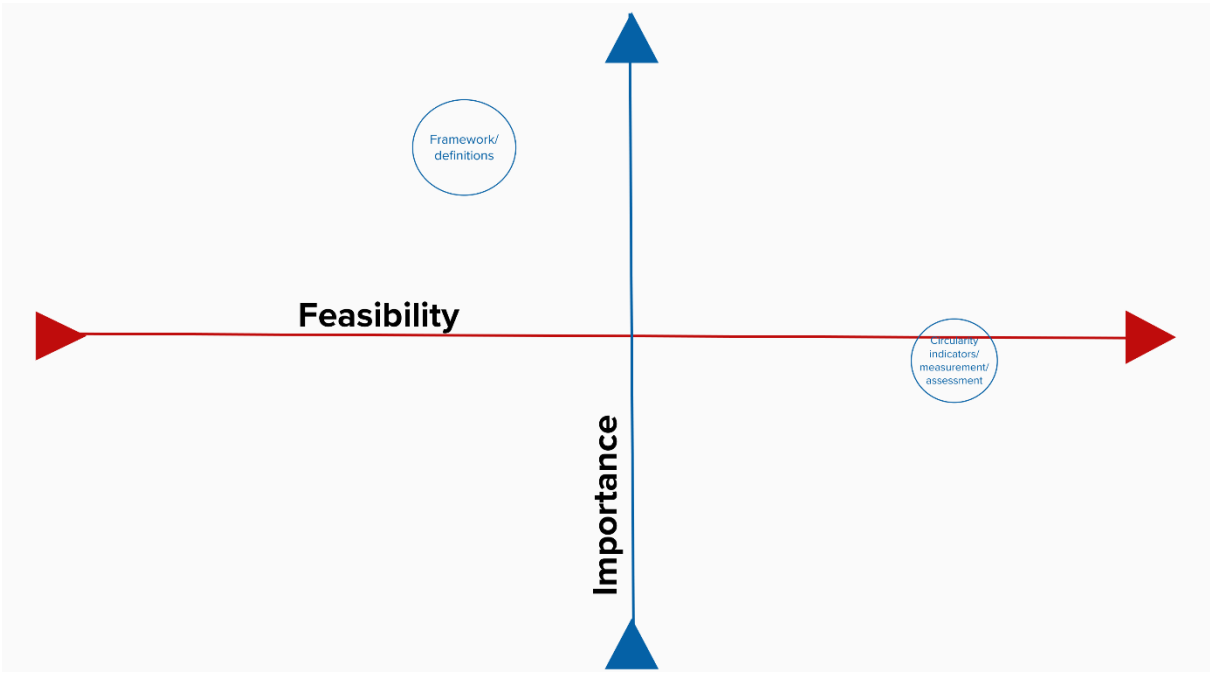 Framework/
definitions
Feasibility
Circularity
indicators/
measurement/
assessment
Importance